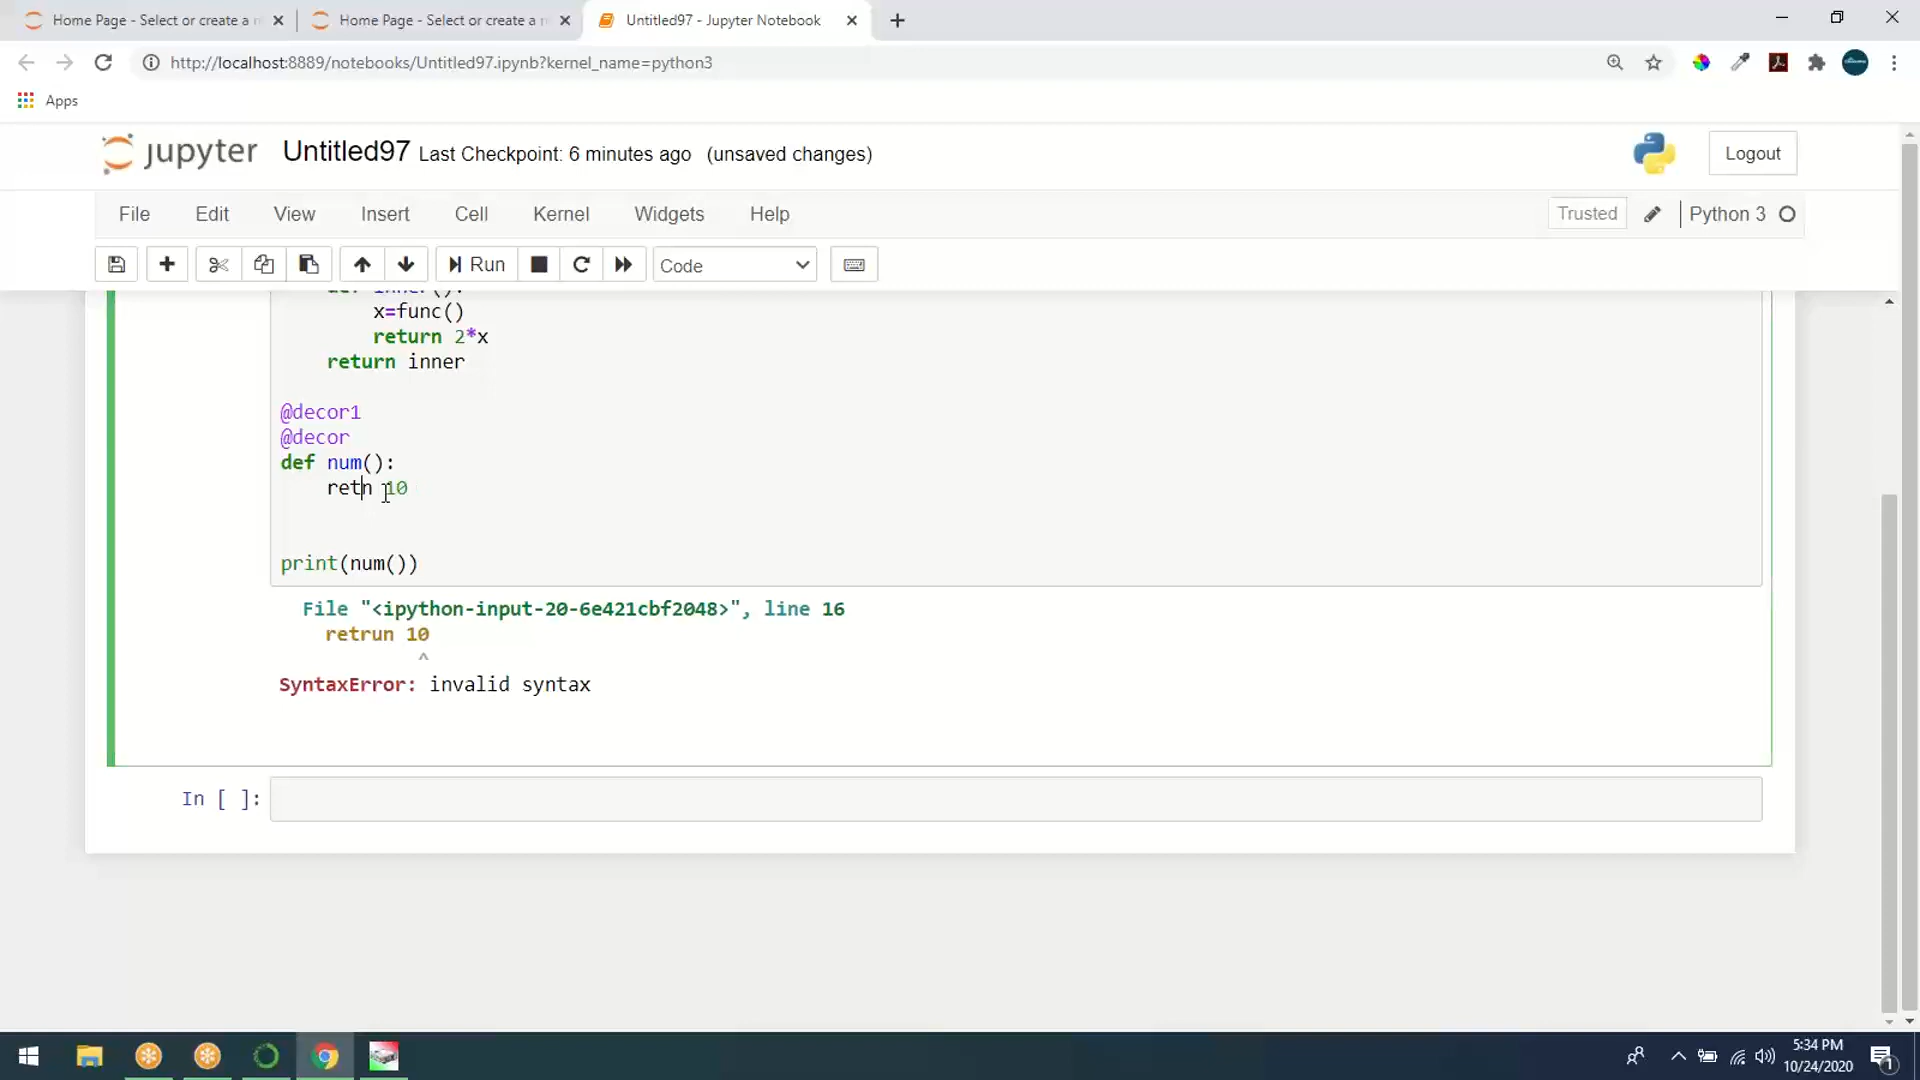 Home Page - Select or create a n
Home Page - Select or create a n
Untitled97 - Jupyter Notebook
http://localhost:8889/notebooks/Untitled97.ipynb?kernel_name=python3
Apps
jupyter
Untitled97
Last Checkpoint: 6 minutes ago (unsaved changes)
Logout
File
Edit
View
Insert
Cell
Kernel
Widgets
Help
Trusted
Python 3
Run
Code
def inner():
x=func()
return 2*x
return inner
@decor1
@decor
def num():
retn 10
print(num())
File "<ipython-input-20-6e421cbf2048>", line 16
retrun 10
^
SyntaxError: invalid syntax
In [ ]:
5:34 PM
10/24/2020
1